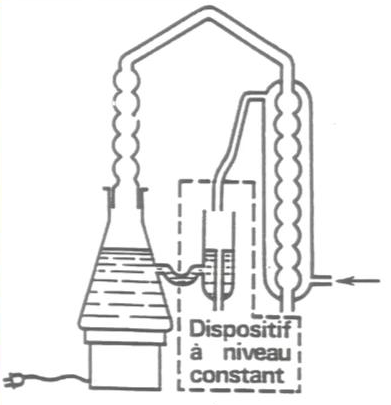 Dispositif
à niveau
constant